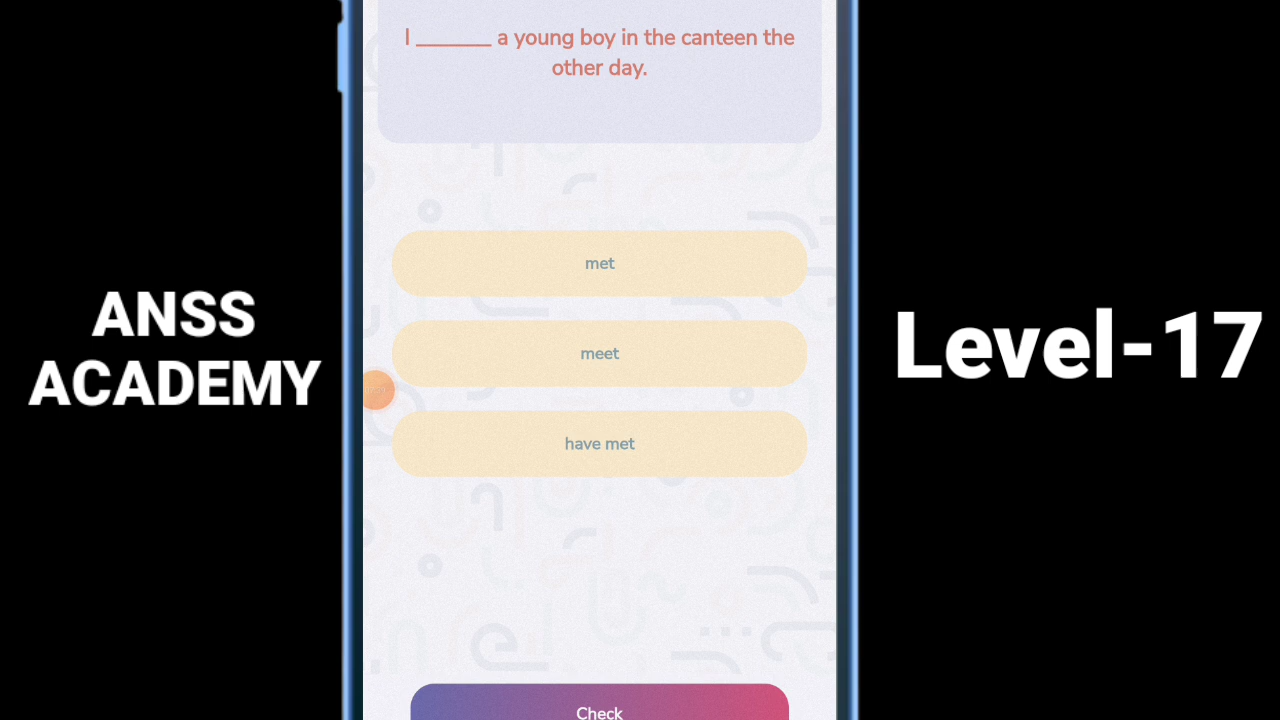 I _______ a young boy in the canteen the
other day.
met
meet
have met
Check
ANSS
ACADEMY
Level-17